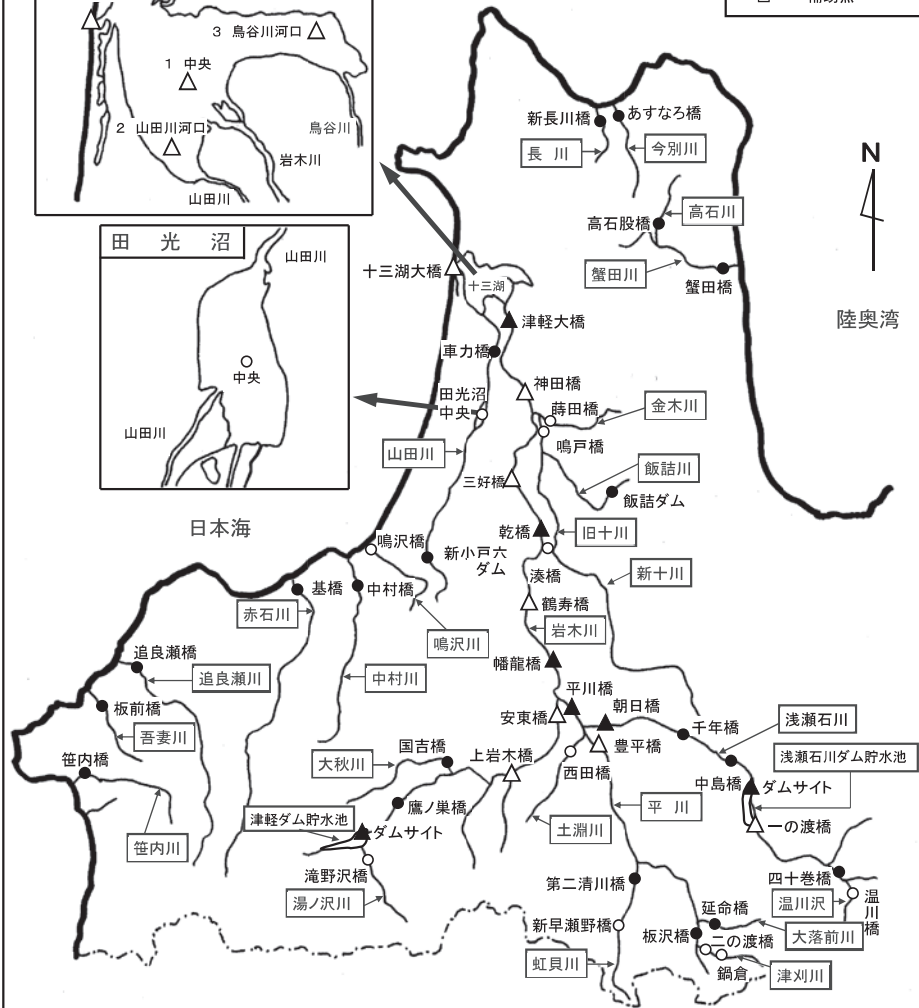 3 鳥谷川河口
1 中央
2 山田川河口
鳥谷川
岩木川
山田川
田 光 沼
山田川
中央
山田川
N
陸奥湾
日本海
新長川橋
あすなろ橋
長 川
今別川
高石股橋
高石川
蟹田川
蟹田橋
十三湖大橋
十三湖
津軽大橋
車力橋
神田橋
田光沼
中央
蒔田橋
金木川
鳴戸橋
山田川
飯詰川
三好橋
飯詰ダム
乾橋
旧十川
鳴沢橋
新小戸六
ダム
湊橋
新十川
基橋
中村橋
鶴寿橋
赤石川
岩木川
鳴沢川
追良瀬橋
幡龍橋
追良瀬川
中村川
板前橋
平川橋
朝日橋
安東橋
千年橋
浅瀬石川
吾妻川
国吉橋
豊平橋
笹内橋
大秋川
上岩木橋
西田橋
浅瀬石川ダム貯水池
中島橋
ダムサイト
鷹ノ巣橋
平 川
津軽ダム貯水池
ダムサイト
土淵川
一の渡橋
笹内川
滝野沢橋
第二清川橋
四十巻橋
湯ノ沢川
温川沢
温川橋
延命橋
新早瀬野橋
板沢橋
二の渡橋
大落前川
虹貝川
鍋倉
津刈川